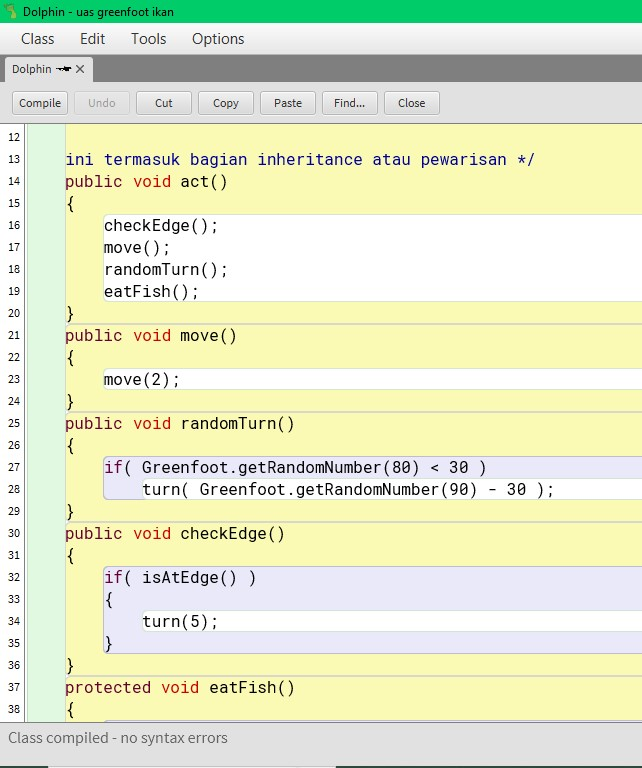 Dolphin - uas greenfoot ikan
Class Edit Tools Options
Dolphin ×
Compile Undo Cut Copy Paste Find... Close
12
13 ini termasuk bagian inheritance atau pewarisan */
14 public void act()
15 {
16 checkEdge();
17 move();
18 randomTurn();
19 eatFish();
20 }
21 public void move()
22 {
23 move(2);
24 }
25 public void randomTurn()
26 {
27 if( Greenfoot.getRandomNumber(80) < 30 )
28 turn( Greenfoot.getRandomNumber(90) - 30 );
29 }
30 public void checkEdge()
31 {
32 if( isAtEdge() )
33 {
34 turn(5);
35 }
36 }
37 protected void eatFish()
38 {
Class compiled - no syntax errors